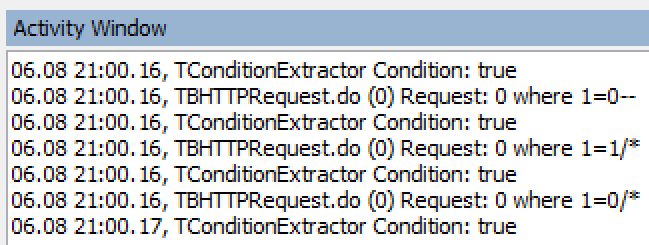 Activity Window
06.08 21:00.16, TConditionExtractor Condition: true
06.08 21:00.16, TBHTTPRequest.do (0) Request: 0 where 1=0--
06.08 21:00.16, TConditionExtractor Condition: true
06.08 21:00.16, TBHTTPRequest.do (0) Request: 0 where 1=1/*
06.08 21:00.16, TConditionExtractor Condition: true
06.08 21:00.16, TBHTTPRequest.do (0) Request: 0 where 1=0/*
06.08 21:00.17, TConditionExtractor Condition: true